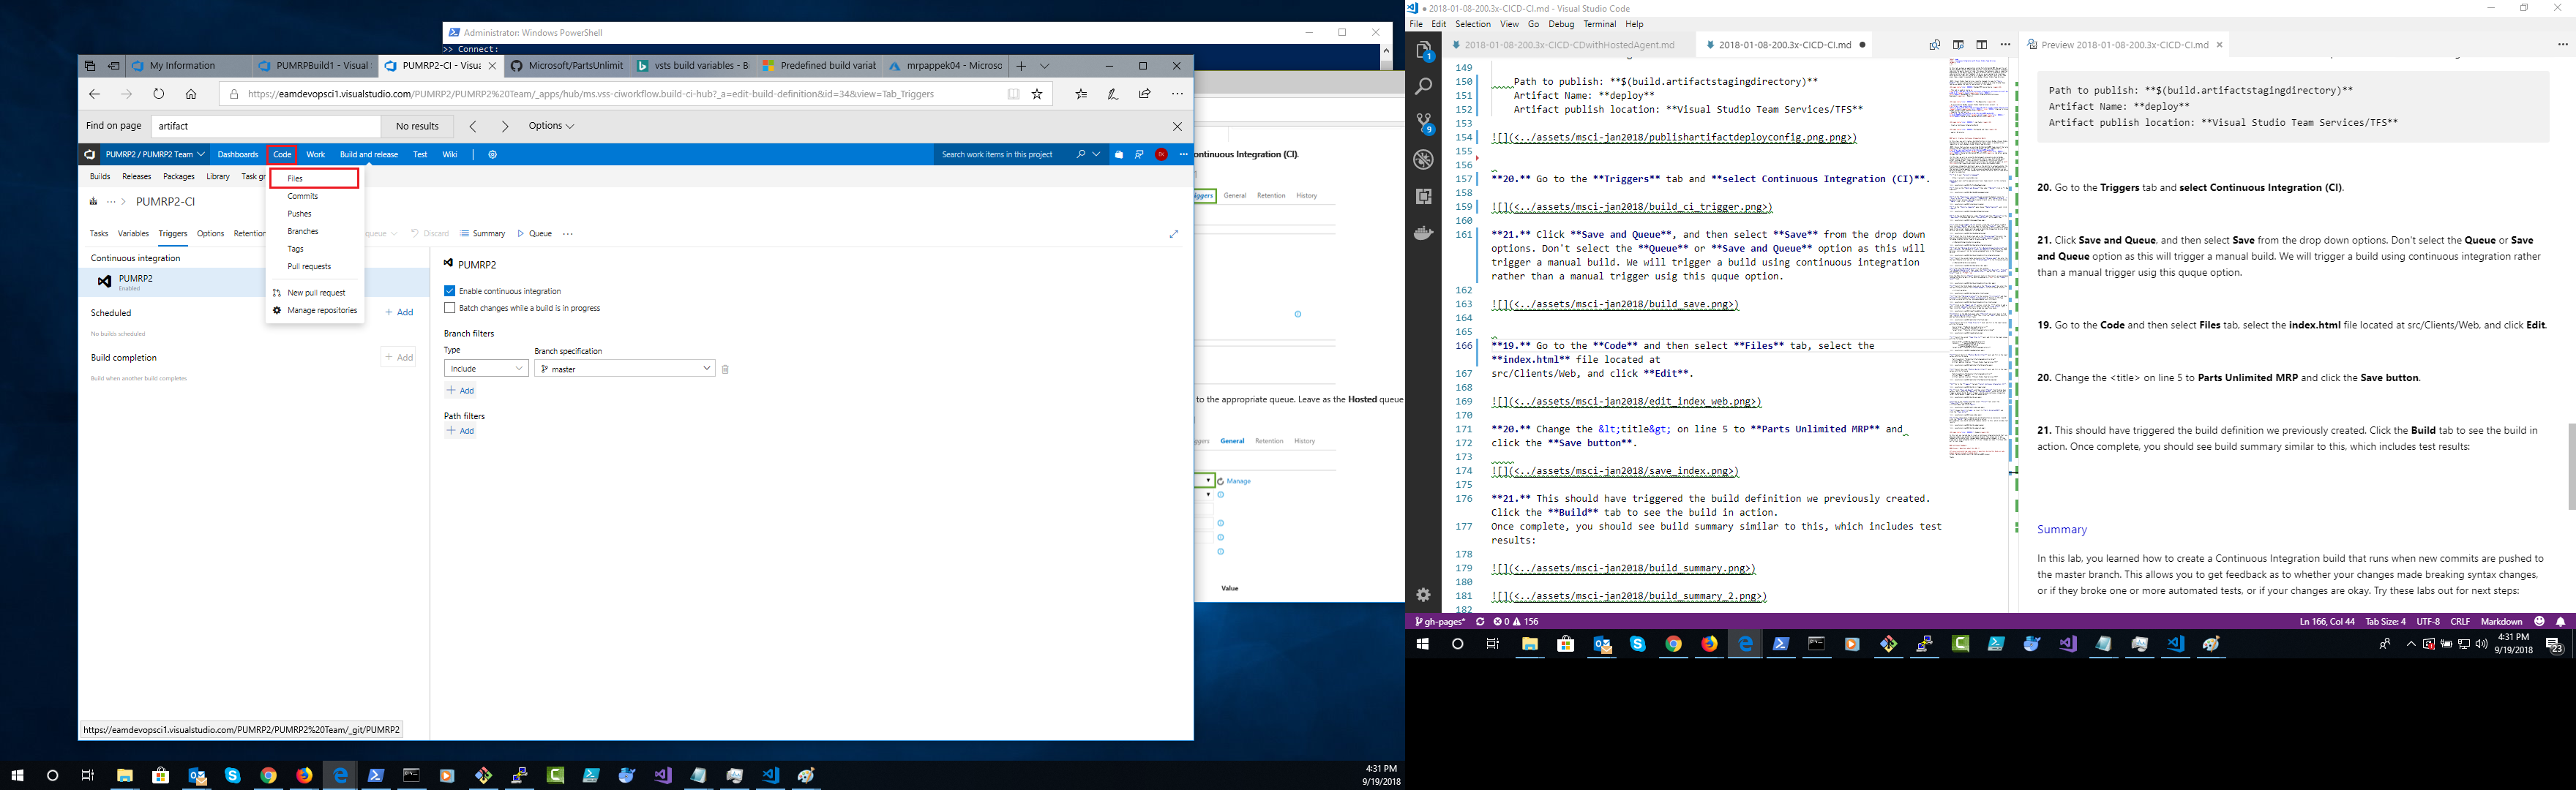 Administrator: Windows PowerShell
>> Connect:
My Information
PUMRPBuild1 - Visual
PUMRP2-CI - Visua
Microsoft/PartsUnlimit
vsts build variables - B
Predefined build variab
mrpappek04 - Microso
https://eamdevopsci1.visualstudio.com/PUMRP2/PUMRP2%20Team/_apps/hub/ms.vss-ciworkflow.build-ci-hub?_a=edit-build-definition&id=34&view=Tab_Triggers
Find on page
artifact
No results
Options
PUMRP2 / PUMRP2 Team
Dashboards
Code
Work
Build and release
Test
Wiki
Search work items in this project
Builds
Releases
Packages
Library
Task gr
Files
Commits
Pushes
Branches
Tags
Pull requests
New pull request
Manage repositories
PUMRP2-CI
Tasks
Variables
Triggers
Options
Retention
queue
Discard
Summary
Queue
Continuous integration
PUMRP2
Enabled
Scheduled
+ Add
No builds scheduled
Build completion
+ Add
Build when another build completes
PUMRP2
Enable continuous integration
Batch changes while a build is in progress
Branch filters
Type
Branch specification
Include
master
+ Add
Path filters
+ Add
https://eamdevopsci1.visualstudio.com/PUMRP2/PUMRP2%20Team/_git/PUMRP2
ontinuous Integration (CI).
iggers
General
Retention
History
to the appropriate queue. Leave as the Hosted queue
ggers
General
Retention
History
Manage
Value
4:31 PM
9/19/2018
2018-01-08-200.3x-CICD-CI.md - Visual Studio Code
File Edit Selection View Go Debug Terminal Help
2018-01-08-200.3x-CICD-CDwithHostedAgent.md
2018-01-08-200.3x-CICD-CI.md
1
9
149
150 Path to publish: **$(build.artifactstagingdirectory)**
151 Artifact Name: **deploy**
152 Artifact publish location: **Visual Studio Team Services/TFS**
153
154 ![](<../assets/msci-jan2018/publishartifactdeployconfig.png.png>)
155
156
157 **20.** Go to the **Triggers** tab and **select Continuous Integration (CI)**.
158
159 ![](<../assets/msci-jan2018/build_ci_trigger.png>)
160
161 **21.** Click **Save and Queue**, and then select **Save** from the drop down
options. Don't select the **Queue** or **Save and Queue** option as this will
trigger a manual build. We will trigger a build using continuous integration
rather than a manual trigger usig this ququе option.
162
163 ![](<../assets/msci-jan2018/build_save.png>)
164
165
166 **19.** Go to the **Code** and then select **Files** tab, select the
**index.html** file located at
167 src/Clients/Web, and click **Edit**.
168
169 ![](<../assets/msci-jan2018/edit_index_web.png>)
170
171 **20.** Change the &lt;title&gt; on line 5 to **Parts Unlimited MRP** and
172 click the **Save button**.
173
174 ![](<../assets/msci-jan2018/save_index.png>)
175
176 **21.** This should have triggered the build definition we previously created.
Click the **Build** tab to see the build in action.
177 Once complete, you should see build summary similar to this, which includes test
results:
178
179 ![](<../assets/msci-jan2018/build_summary.png>)
180
181 ![](<../assets/msci-jan2018/build_summary_2.png>)
182
Preview 2018-01-08-200.3x-CICD-CI.md
Path to publish: **$(build.artifactstagingdirectory)**
Artifact Name: **deploy**
Artifact publish location: **Visual Studio Team Services/TFS**
20. Go to the Triggers tab and select Continuous Integration (CI).
21. Click Save and Queue, and then select Save from the drop down options. Don't select the Queue or Save
and Queue option as this will trigger a manual build. We will trigger a build using continuous integration rather
than a manual trigger usig this ququе option.
19. Go to the Code and then select Files tab, select the index.html file located at src/Clients/Web, and click Edit.
20. Change the <title> on line 5 to Parts Unlimited MRP and click the Save button.
21. This should have triggered the build definition we previously created. Click the Build tab to see the build in
action. Once complete, you should see build summary similar to this, which includes test results:
Summary
In this lab, you learned how to create a Continuous Integration build that runs when new commits are pushed to
the master branch. This allows you to get feedback as to whether your changes made breaking syntax changes,
or if they broke one or more automated tests, or if your changes are okay. Try these labs out for next steps:
gh-pages*
0
156
Ln 166, Col 44
Tab Size: 4
UTF-8
CRLF
Markdown
4:31 PM
9/19/2018
23